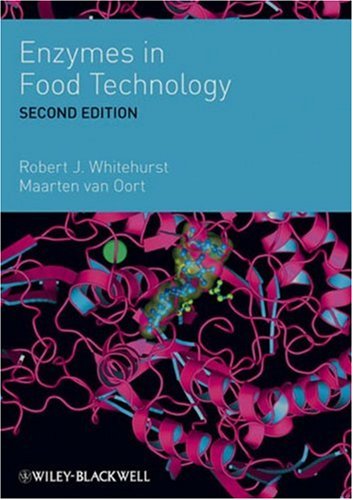 Enzymes in
Food Technology
SECOND EDITION
Robert J. Whitehurst
Maarten van Oort
WILEY-BLACKWELL